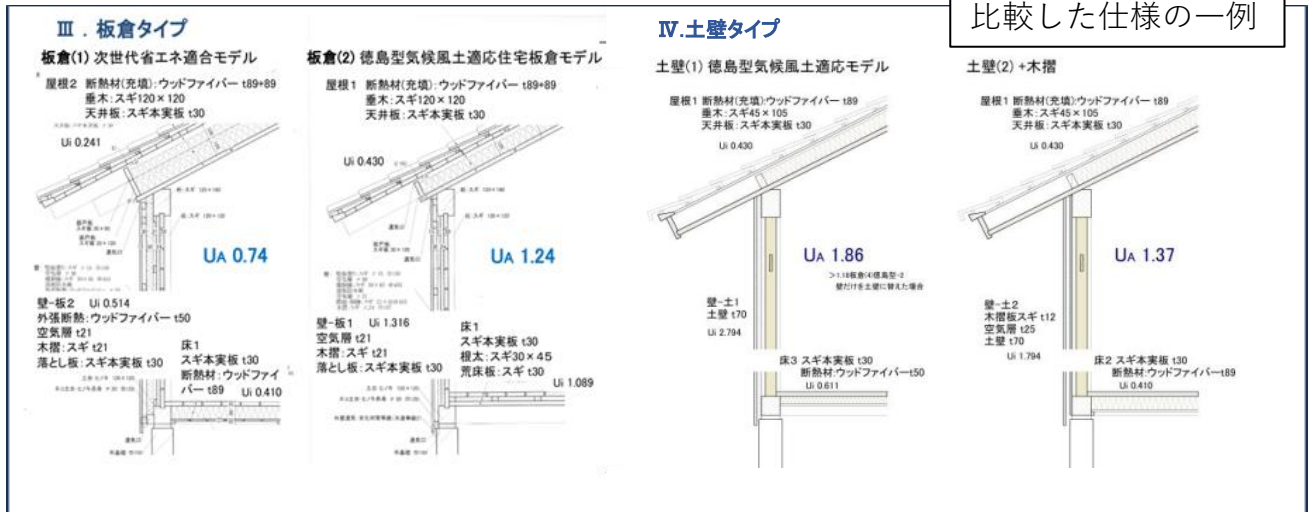 比較した仕様の一例
Ⅲ．板倉タイプ
板倉(1) 次世代省エネ適合モデル
屋根2 断熱材(充填):ウッドファイバー t89+89
垂木:スギ120×120
天井板:スギ本実板 t30
Ui 0.241
UA 0.74
壁-板2 Ui 0.514
外張断熱:ウッドファイバー t50
空気層 t21
木摺:スギ t21
落とし板:スギ本実板 t30
床1
スギ本実板 t30
断熱材:ウッドファイ
バー t89 Ui 0.410
板倉(2) 徳島型気候風土適応住宅板倉モデル
屋根1 断熱材(充填):ウッドファイバー t89
垂木:スギ120×120
天井板:スギ本実板 t30
Ui 0.430
UA 1.24
壁-板1 Ui 1.316
空気層 t21
木摺:スギ t21
落とし板:スギ本実板 t30
床1
スギ本実板 t30
根太:スギ30×45
荒床板:スギ t30
Ui 1.089
Ⅳ.土壁タイプ
土壁(1) 徳島型気候風土適応モデル
屋根1 断熱材(充填):ウッドファイバー t89
垂木:スギ45×105
天井板:スギ本実板 t30
Ui 0.430
UA 1.86
>1.18板倉(4)徳島型-2
壁だけを土壁に替えた場合
壁-土1
土壁 t70
Ui 2.794
床3 スギ本実板 t30
断熱材:ウッドファイバーt50
Ui 0.611
土壁(2) +木摺
屋根1 断熱材(充填):ウッドファイバー t89
垂木:スギ45×105
天井板:スギ本実板 t30
Ui 0.430
UA 1.37
壁-土2
木摺板スギ t12
空気層 t25
土壁 t70
Ui 1.794
床2 スギ本実板 t30
断熱材:ウッドファイバーt89
Ui 0.410